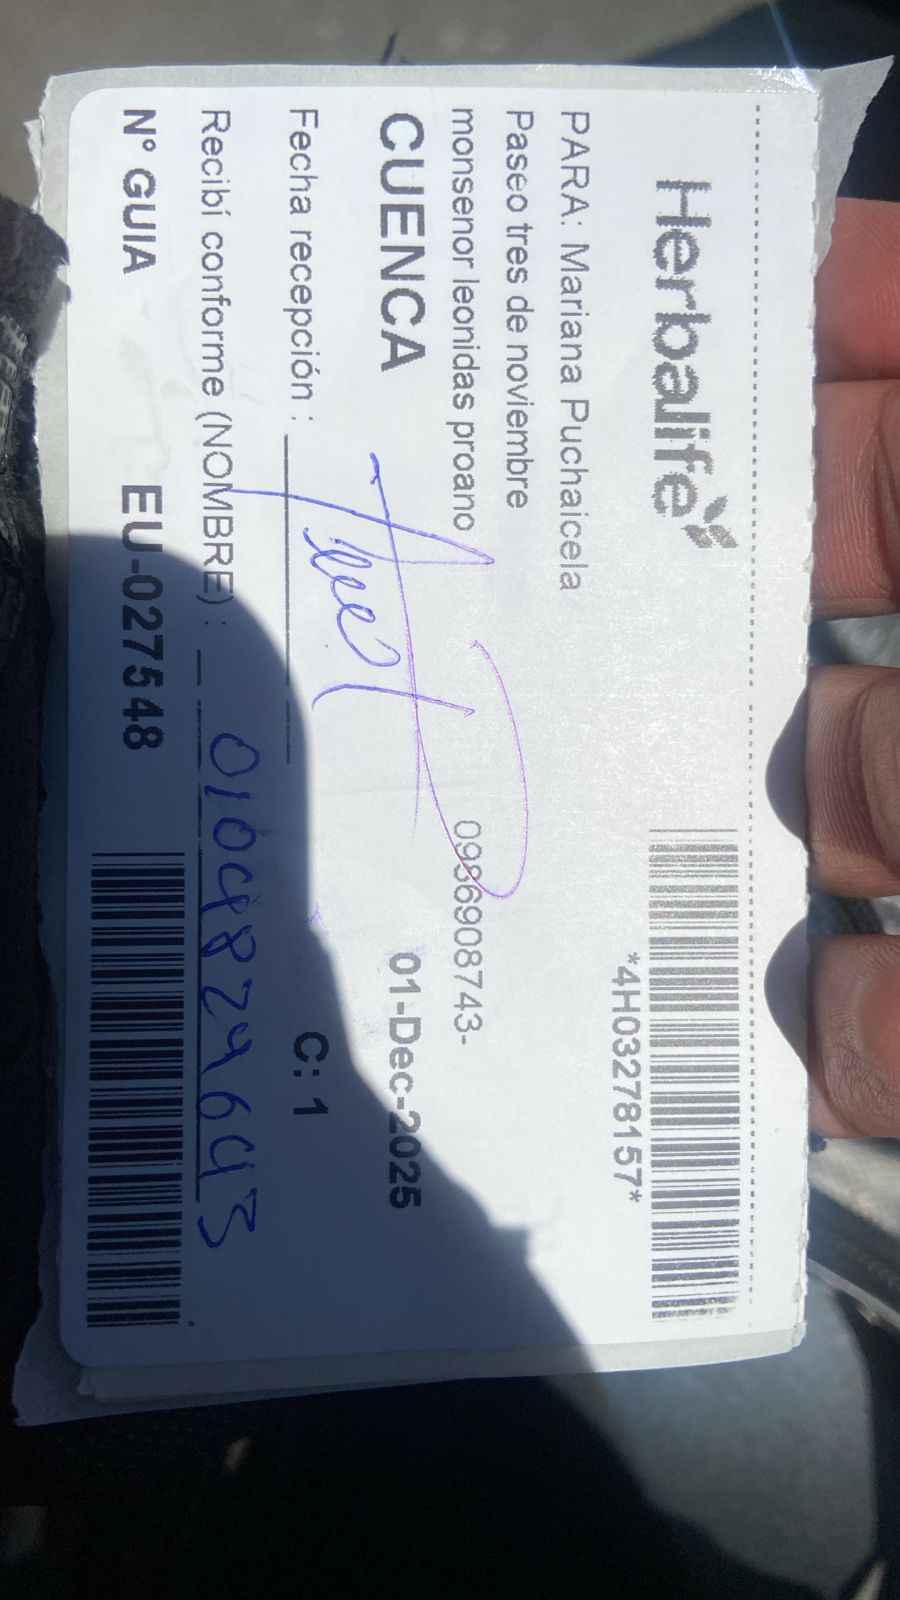 Herbalife
*4H03278157*
PARA: Mariana Puchaicela
Paseo tres de noviembre
monsenor leonidas proano 0986908743-
CUENCA 01-Dec-2025
Fecha recepción : C: 1
Recibí conforme (NOMBRE) : 0104829643
N° GUIA EU-027548